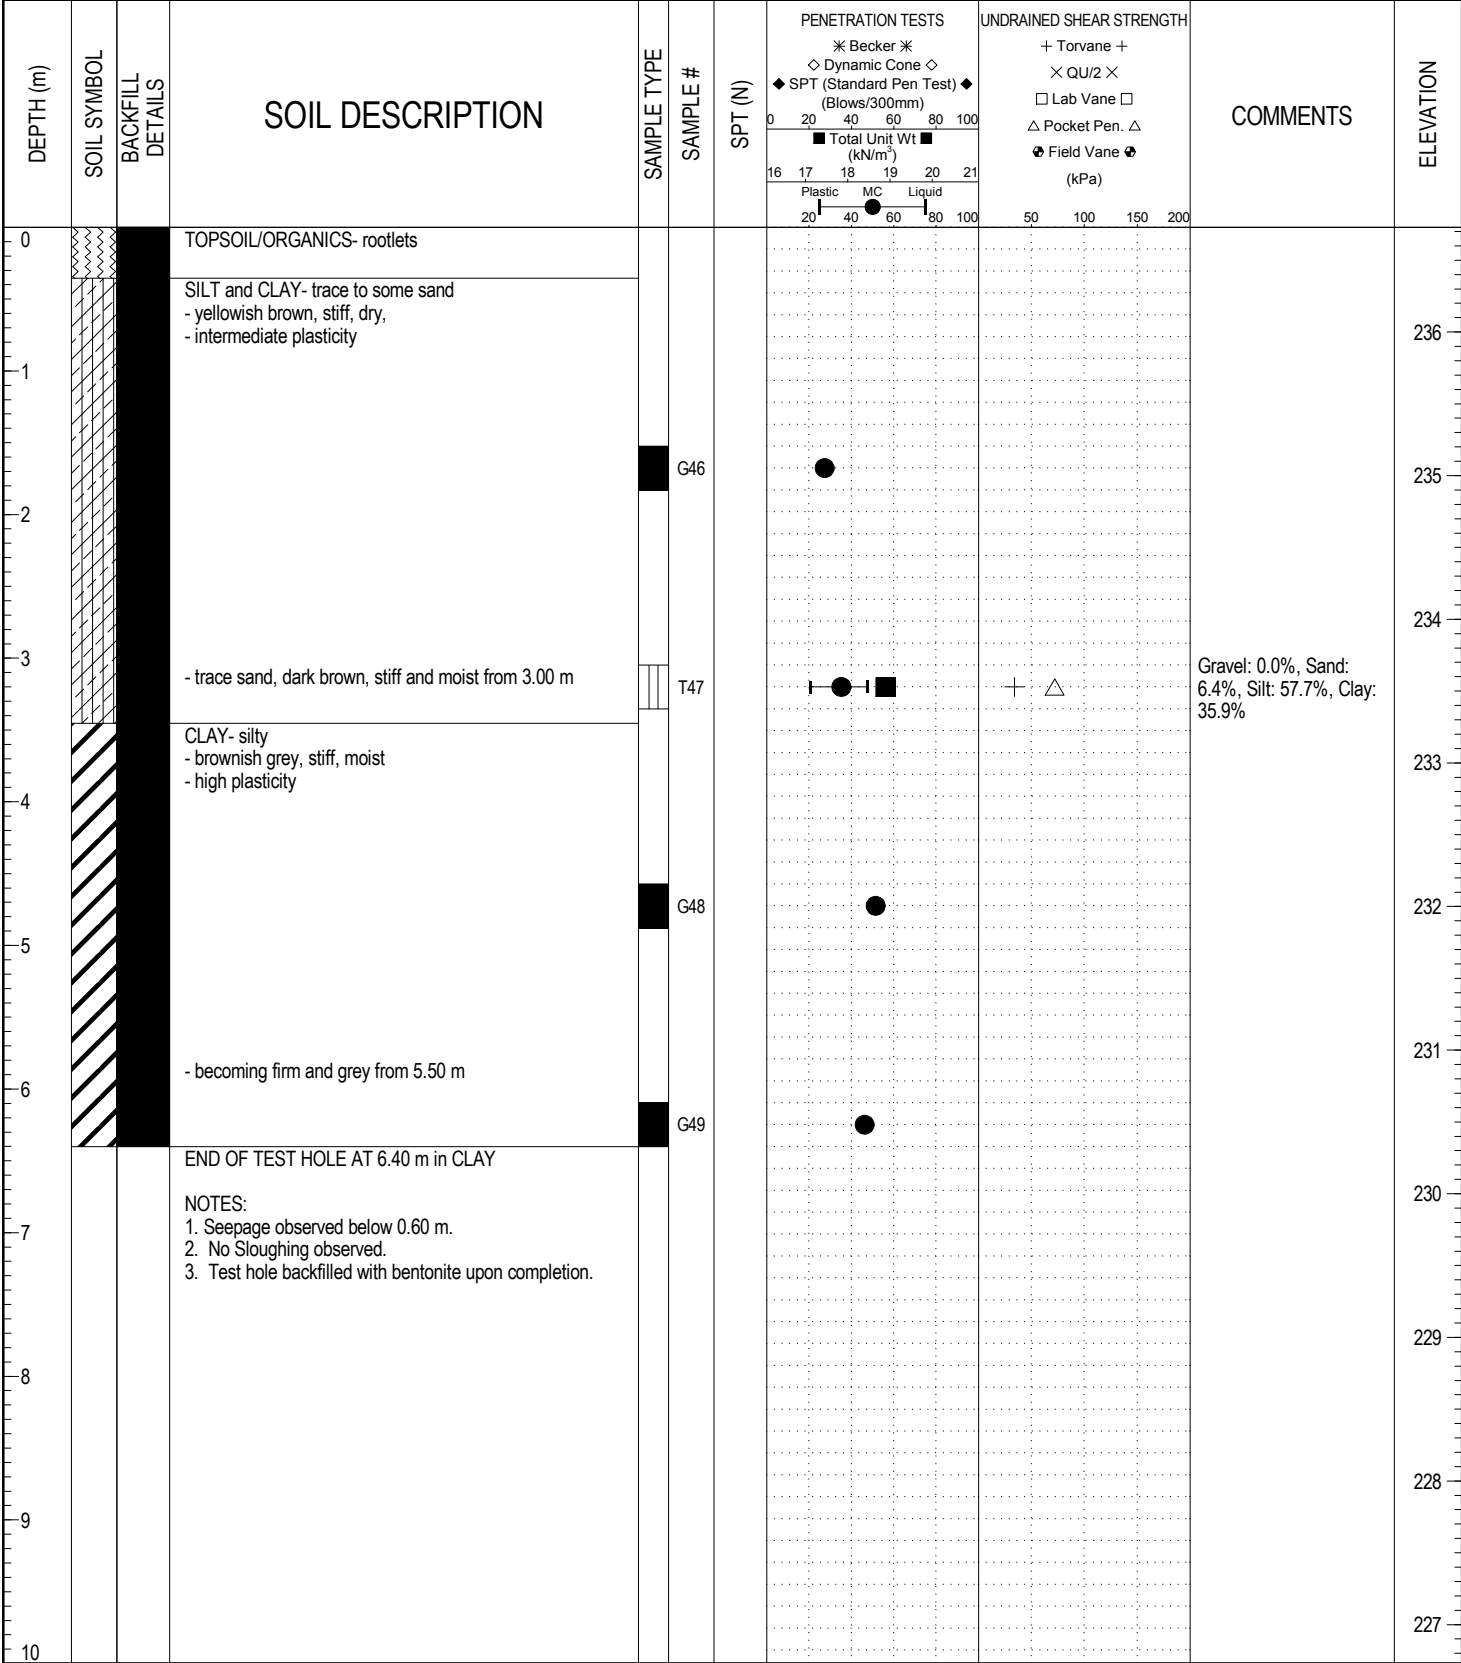 DEPTH (m)
SOIL SYMBOL
BACKFILL
DETAILS
SOIL DESCRIPTION
SAMPLE TYPE
SAMPLE #
SPT (N)
PENETRATION TESTS
Becker
Dynamic Cone
SPT (Standard Pen Test)
(Blows/300mm)
0 20 40 60 80 100
Total Unit Wt
(kN/m³)
16 17 18 19 20 21
Plastic MC Liquid
20 40 60 80 100
UNDRAINED SHEAR STRENGTH
Torvane
QU/2
Lab Vane
Pocket Pen.
Field Vane
(kPa)
50 100 150 200
COMMENTS
ELEVATION
0
TOPSOIL/ORGANICS- rootlets
SILT and CLAY- trace to some sand
- yellowish brown, stiff, dry,
- intermediate plasticity
236
1
G46
235
2
234
3
- trace sand, dark brown, stiff and moist from 3.00 m
T47
Gravel: 0.0%, Sand:
6.4%, Silt: 57.7%, Clay:
35.9%
CLAY- silty
- brownish grey, stiff, moist
- high plasticity
233
4
G48
232
5
231
- becoming firm and grey from 5.50 m
6
G49
END OF TEST HOLE AT 6.40 m in CLAY
230
NOTES:
1. Seepage observed below 0.60 m.
2. No Sloughing observed.
3. Test hole backfilled with bentonite upon completion.
7
229
8
228
9
227
10